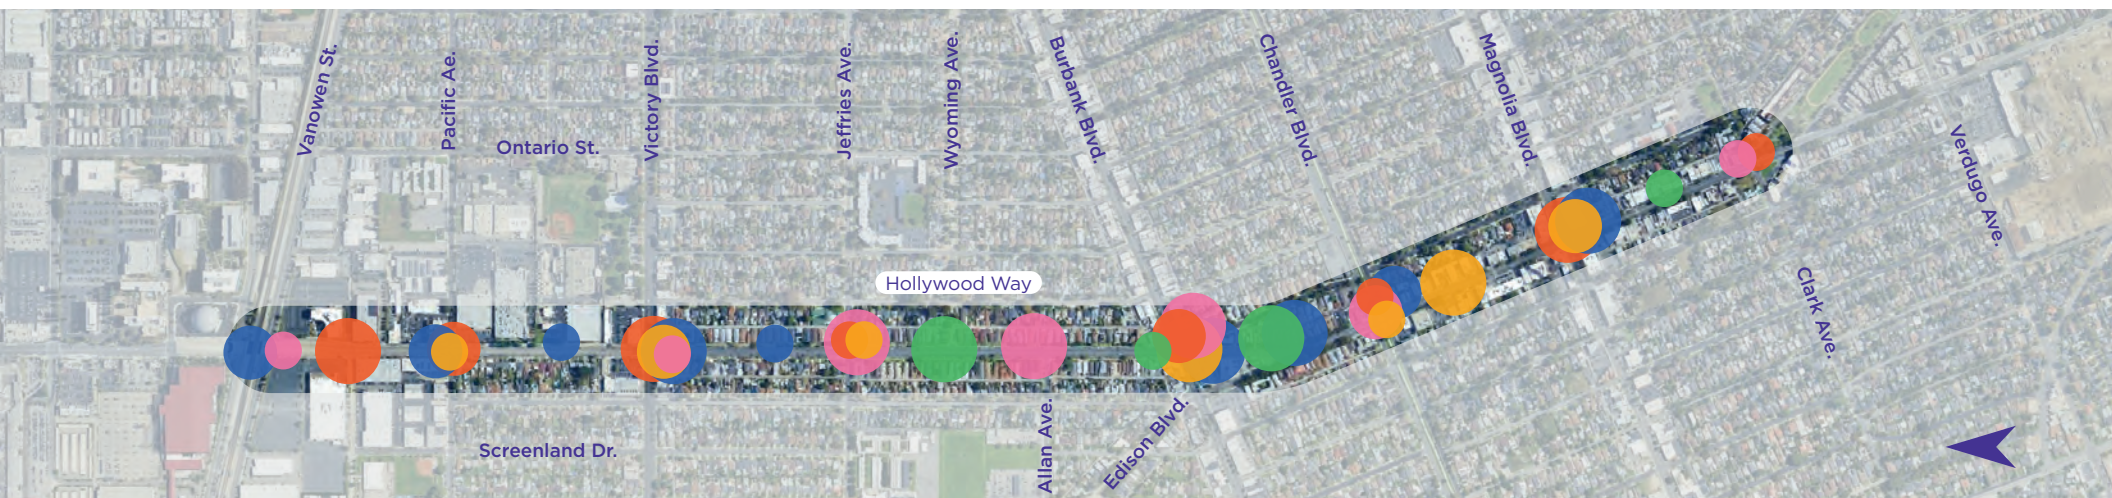 Vanowen St.
Pacific Ae.
Ontario St.
Victory Blvd.
Jeffries Ave.
Wyoming Ave.
Burbank Blvd.
Chandler Blvd.
Magnolia Blvd.
Verdugo Ave.
Clark Ave.
Hollywood Way
Screenland Dr.
Allan Ave.
Edison Blvd.